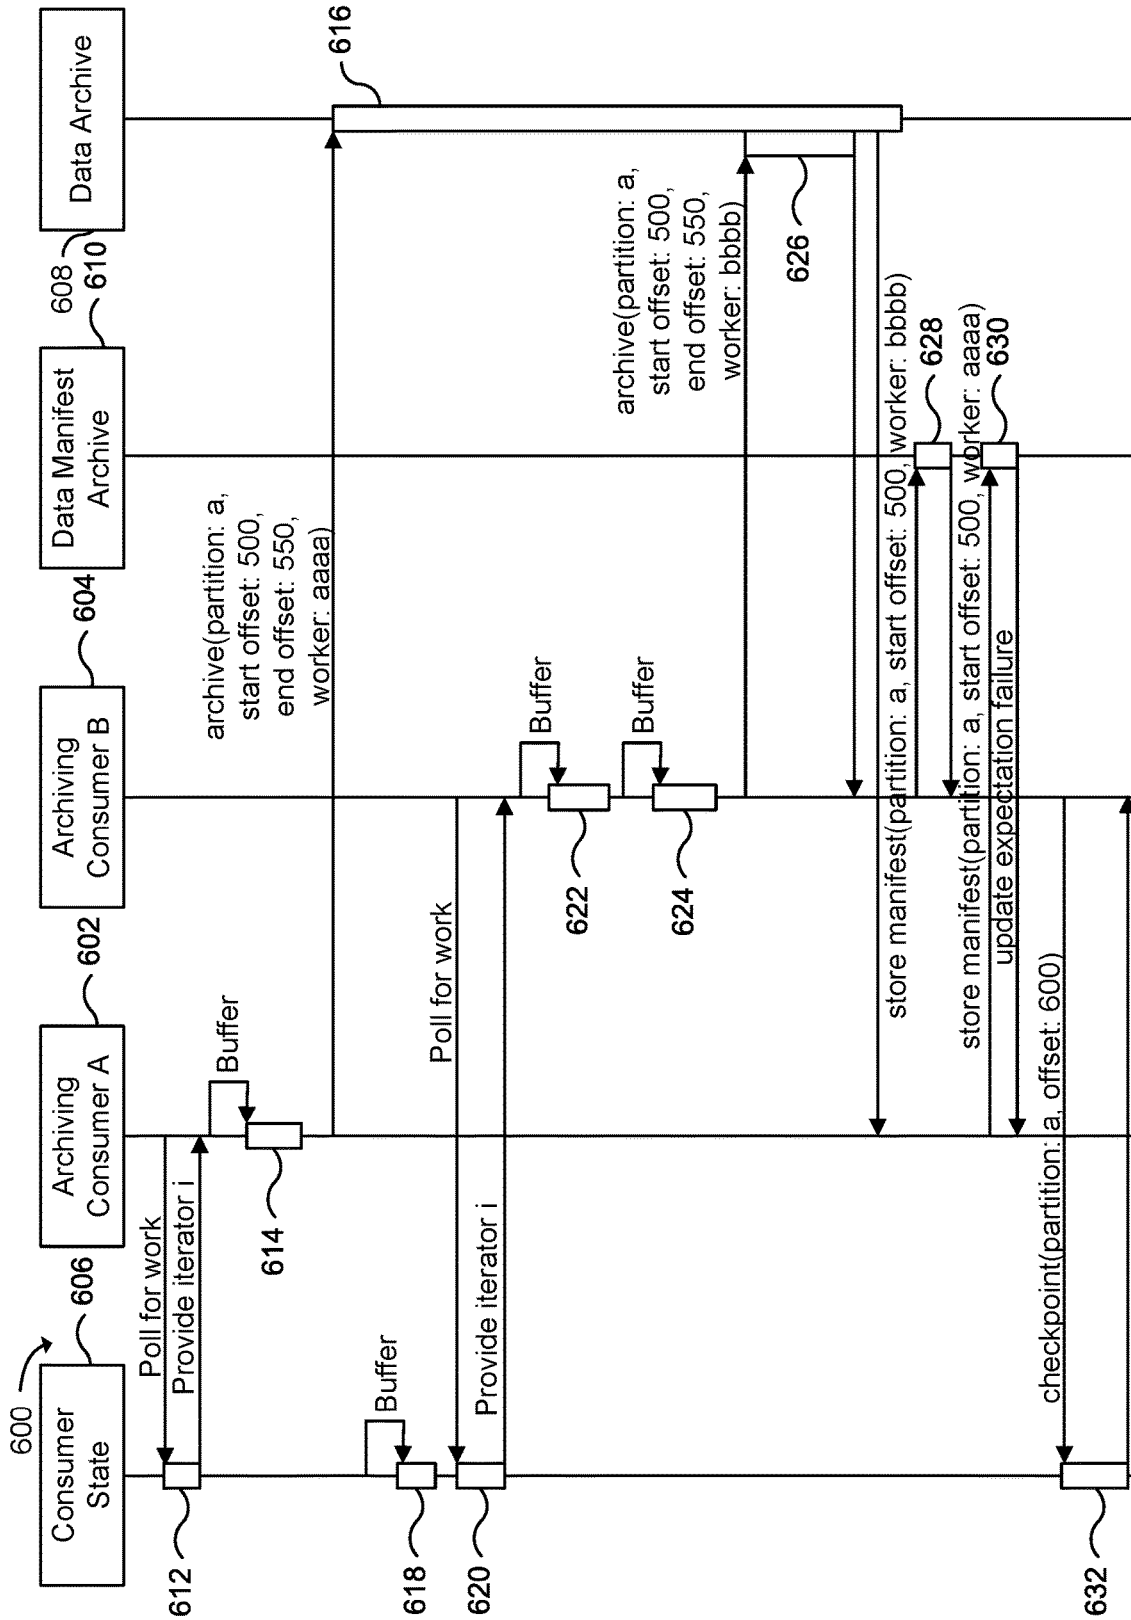 600
Consumer
State
606
Archiving
Consumer A
602
Archiving
Consumer B
604
Data Manifest
Archive
608
610
Data Archive
612
Poll for work
Provide iterator i
Buffer
614
archive(partition: a,
start offset: 500,
end offset: 550,
worker: aaaa)
616
Buffer
618
Poll for work
620
Provide iterator i
Buffer
622
Buffer
624
archive(partition: a,
start offset: 500,
end offset: 550,
worker: bbbb)
626
store manifest(partition: a, start offset: 500, worker: bbbb)
628
store manifest(partition: a, start offset: 500, worker: aaaa)
630
update expectation failure
checkpoint(partition: a, offset: 600)
632